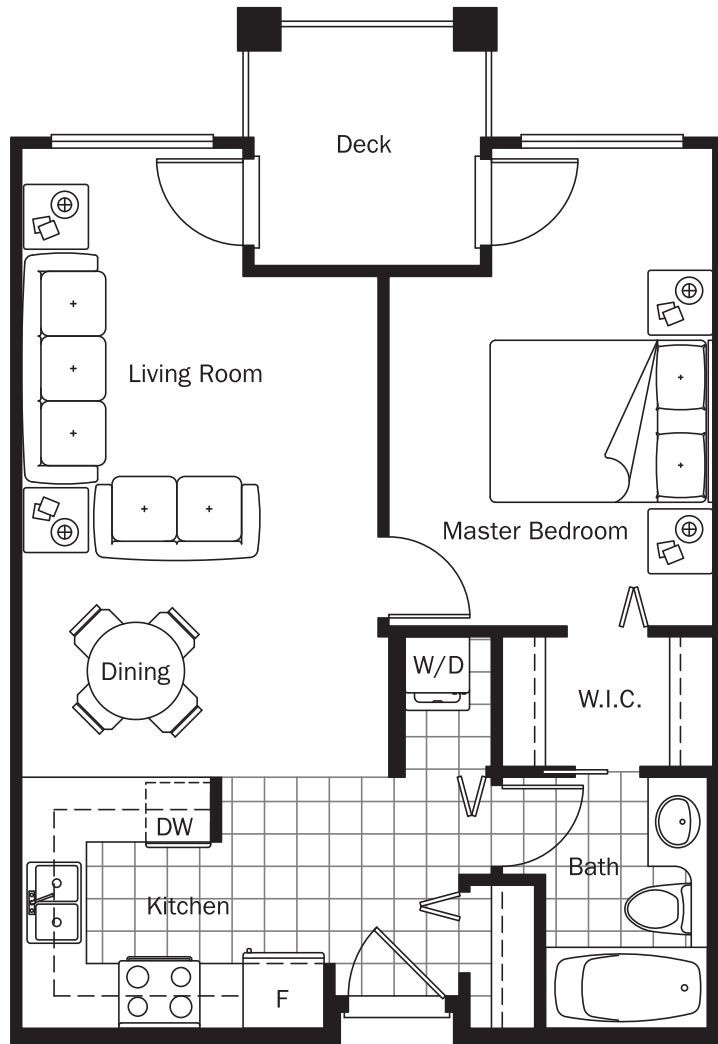 Deck
Living Room
Master Bedroom
W/D
Dining
W.I.C.
DW
Bath
Kitchen
F